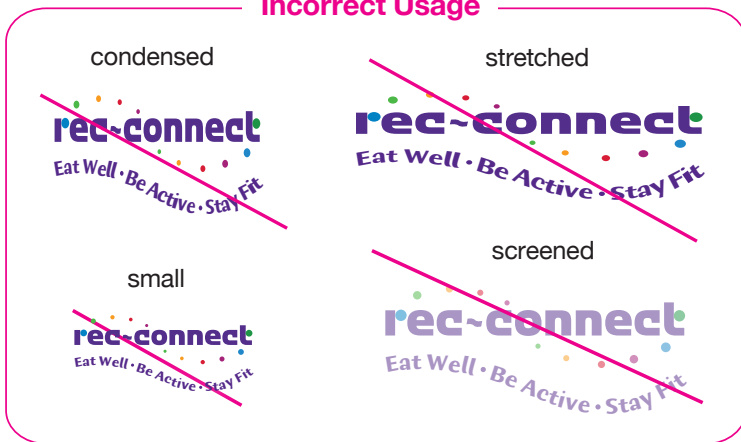 Incorrect Usage
condensed
rec~connect
Eat Well · Be Active · Stay Fit
stretched
rec~connect
Eat Well · Be Active · Stay Fit
small
rec~connect
Eat Well · Be Active · Stay Fit
screened
rec~connect
Eat Well · Be Active · Stay Fit